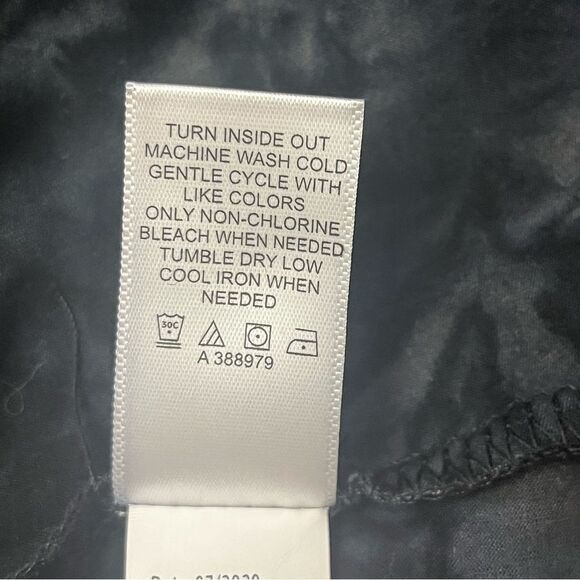 TURN INSIDE OUT
MACHINE WASH COLD
GENTLE CYCLE WITH
LIKE COLORS
ONLY NON-CHLORINE
BLEACH WHEN NEEDED
TUMBLE DRY LOW
COOL IRON WHEN
NEEDED
30C
A 388979